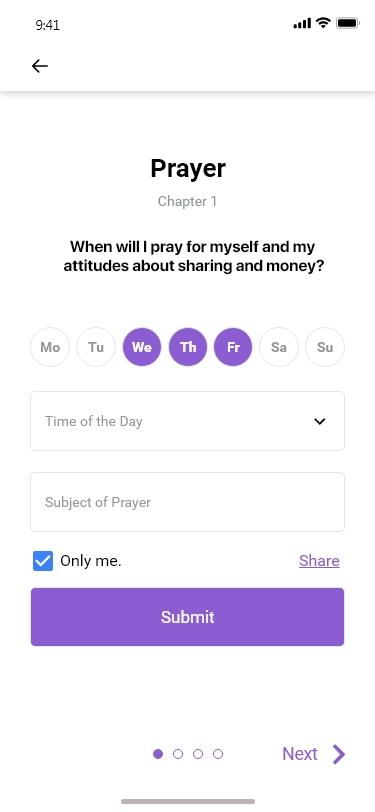 9:41
Prayer
Chapter 1
When will I pray for myself and my
attitudes about sharing and money?
Mo Tu We Th Fr Sa Su
Time of the Day
Subject of Prayer
Only me. Share
Submit
Next